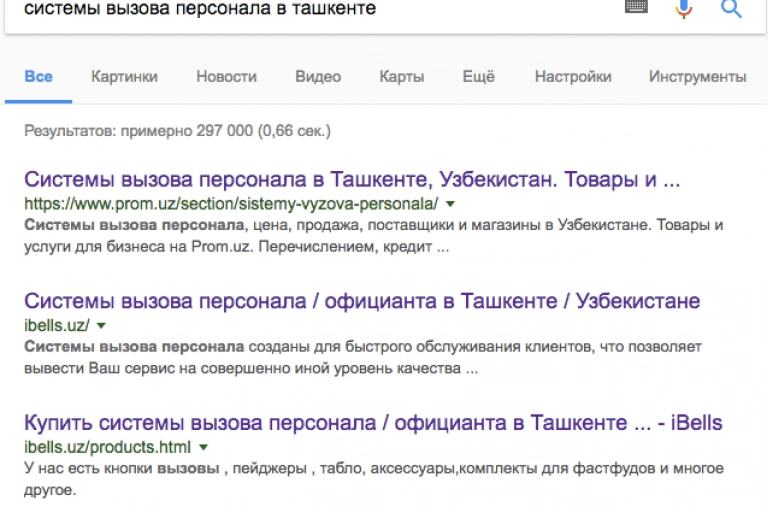 системы вызова персонала в ташкенте
Все Картинки Новости Видео Карты Ещё Настройки Инструменты
Результатов: примерно 297 000 (0,66 сек.)
Системы вызова персонала в Ташкенте, Узбекистан. Товары и ...
https://www.prom.uz/section/sistemy-vyzova-personala/
Системы вызова персонала, цена, продажа, поставщики и магазины в Узбекистане. Товары и
услуги для бизнеса на Prom.uz. Перечислением, кредит ...
Системы вызова персонала / официанта в Ташкенте / Узбекистане
ibells.uz/
Системы вызова персонала созданы для быстрого обслуживания клиентов, что позволяет
вывести Ваш сервис на совершенно иной уровень качества ...
Купить системы вызова персонала / официанта в Ташкенте ... - iBells
ibells.uz/products.html
У нас есть кнопки вызовы , пейджеры , табло, аксессуары,комплекты для фастфудов и многое
другое.